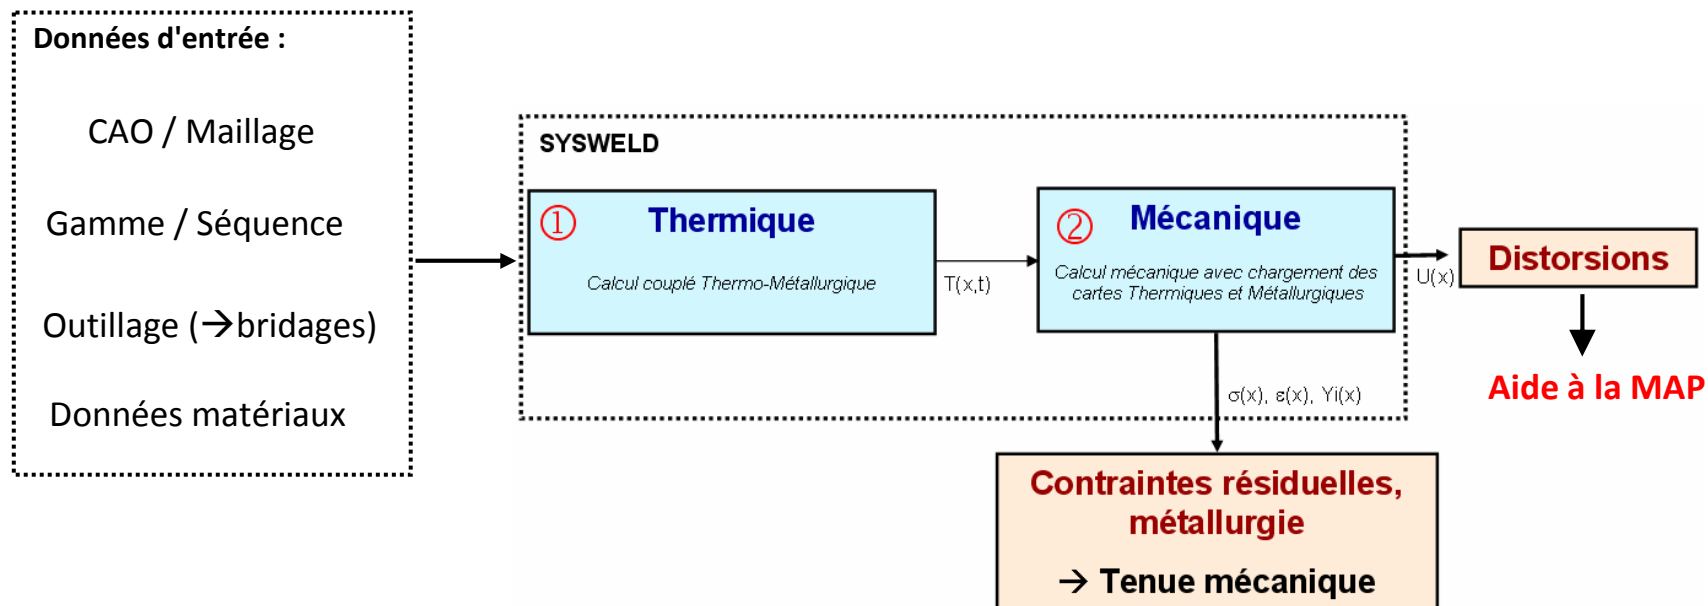 Données d'entrée :
CAO / Maillage
Gamme / Séquence
Outillage (→bridages)
Données matériaux
SYSWELD
① Thermique
Calcul couplé Thermo-Métallurgique
T(x,t)
② Mécanique
Calcul mécanique avec chargement des
cartes Thermiques et Métallurgiques
U(x)
Distorsions
Aide à la MAP
σ(x), ε(x), Yi(x)
Contraintes résiduelles,
métallurgie
→ Tenue mécanique